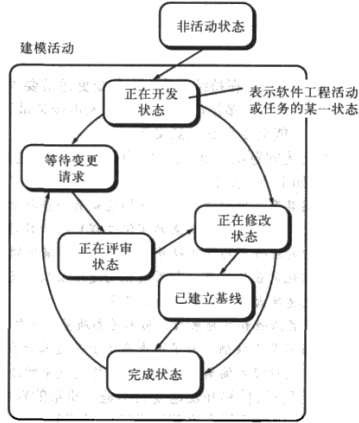 非活动状态
建模活动
正在开发
状态
表示软件工程活动
或任务的某一状态
等待变更
请求
正在修改
状态
正在评审
状态
已建立基线
完成状态